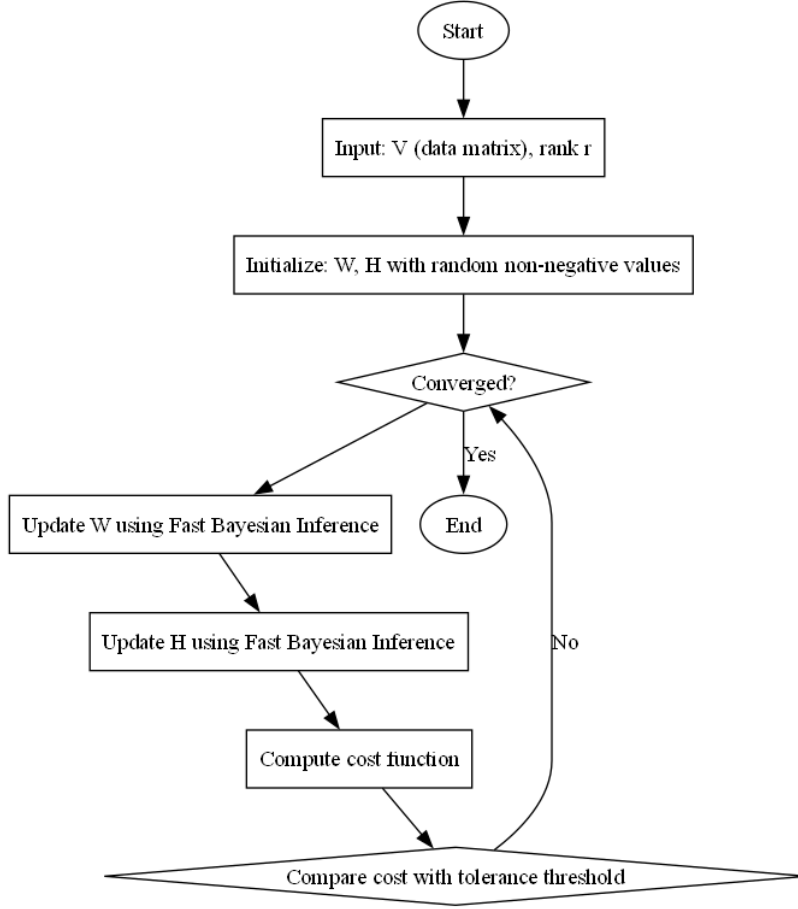 Start
Input: V (data matrix), rank r
Initialize: W, H with random non-negative values
Converged?
Yes
Update W using Fast Bayesian Inference
End
Update H using Fast Bayesian Inference
No
Compute cost function
Compare cost with tolerance threshold